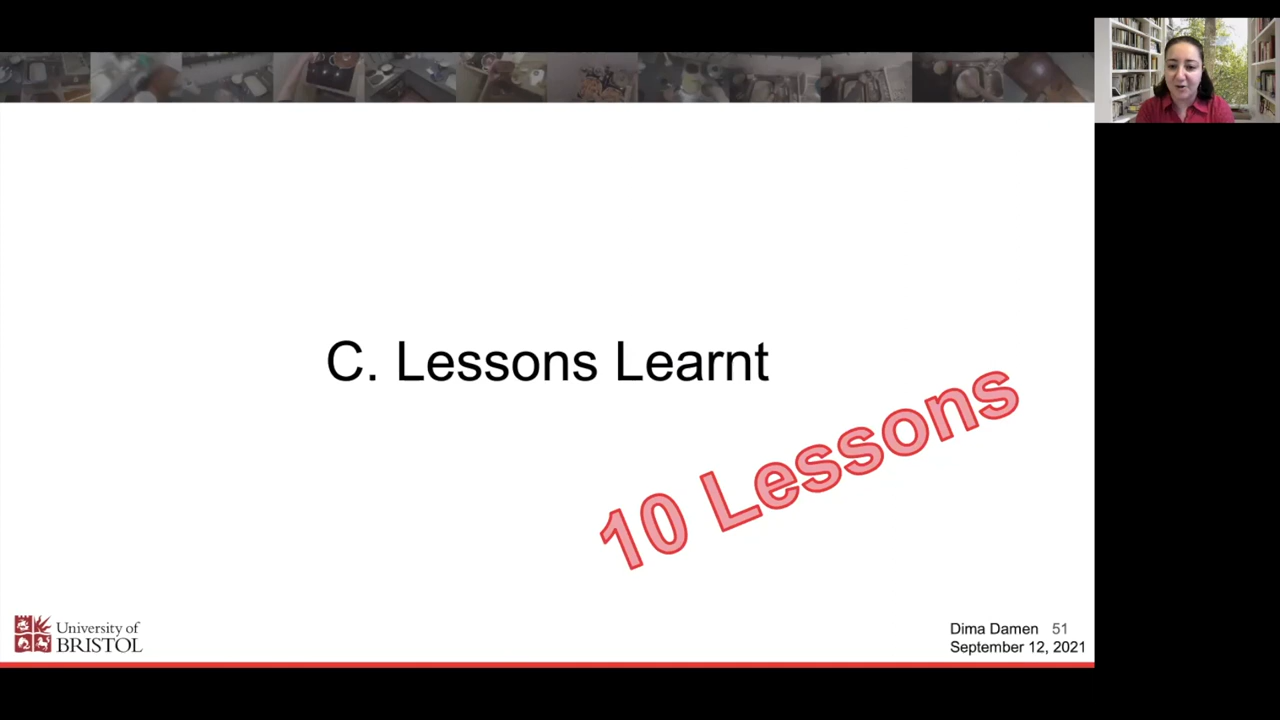 C. Lessons Learnt
10 Lessons
University of
BRISTOL
Dima Damen 51
September 12, 2021